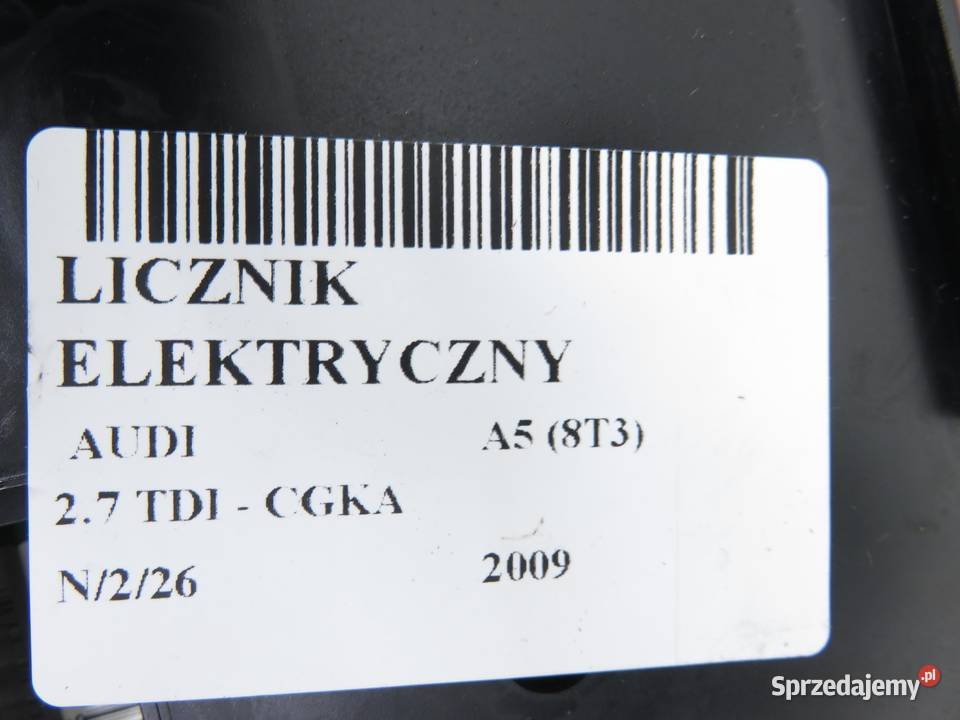 LICZNIK
ELEKTRYCZNY
AUDI A5 (8T3)
2.7 TDI - CGKA
N/2/26 2009
Sprzedajemy.pl